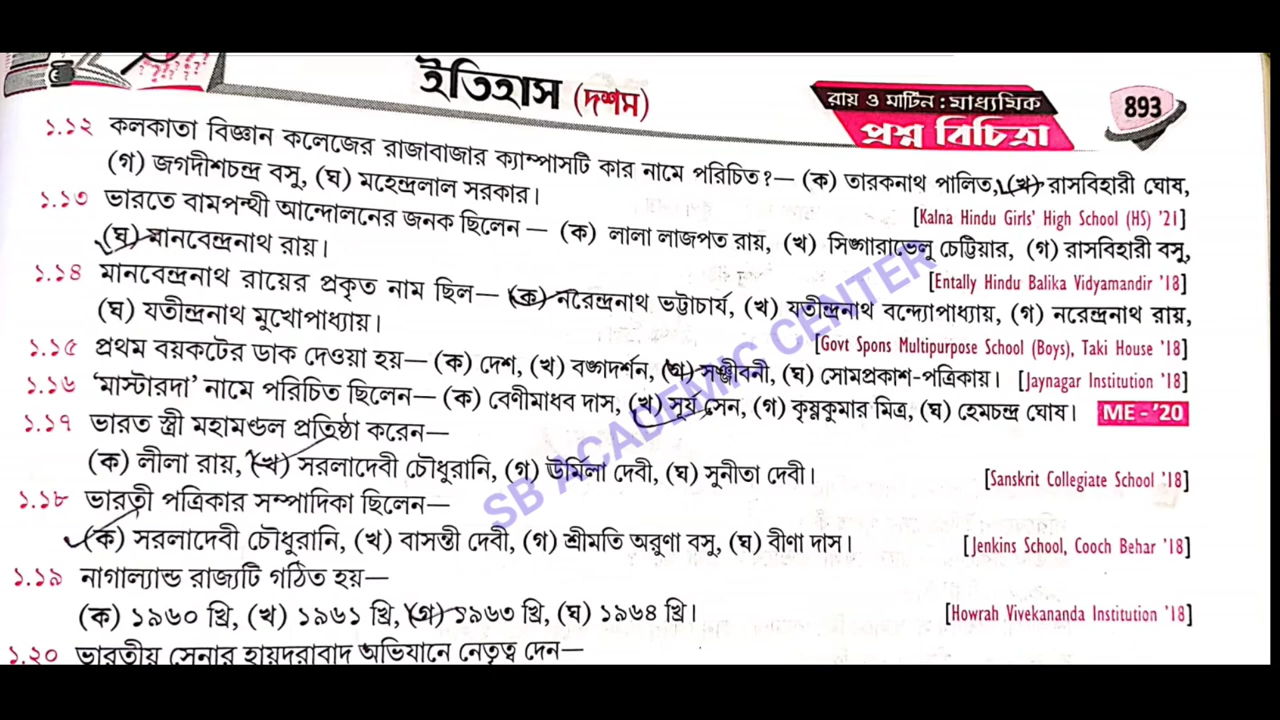 ইতিহাস (দশম)
রায় ও মার্টিন : মাধ্যমিক
প্রশ্ন বিচিত্রা
893
১.১২ কলকাতা বিজ্ঞান কলেজের রাজাবাজার ক্যাম্পাসটি কার নামে পরিচিত?— (ক) তারকনাথ পালিত, (খ) রাসবিহারী ঘোষ,
(গ) জগদীশচন্দ্র বসু, (ঘ) মহেন্দ্রলাল সরকার। [Kalna Hindu Girls' High School (HS) '21]
১.১৩ ভারতে বামপন্থী আন্দোলনের জনক ছিলেন— (ক) লালা লাজপত রায়, (খ) সিঙ্গারাভেলু চেট্টিয়ার, (গ) রাসবিহারী বসু,
(ঘ) মানবেন্দ্রনাথ রায়। [Entally Hindu Balika Vidyamandir '18]
১.১৪ মানবেন্দ্রনাথ রায়ের প্রকৃত নাম ছিল— (ক) নরেন্দ্রনাথ ভট্টাচার্য, (খ) যতীন্দ্রনাথ বন্দ্যোপাধ্যায়, (গ) নরেন্দ্রনাথ রায়,
(ঘ) যতীন্দ্রনাথ মুখোপাধ্যায়। [Govt Spons Multipurpose School (Boys), Taki House '18]
১.১৫ প্রথম বয়কটের ডাক দেওয়া হয়— (ক) দেশ, (খ) বঙ্গদর্শন, (গ) সঞ্জীবনী, (ঘ) সোমপ্রকাশ-পত্রিকায়। [Jaynagar Institution '18]
১.১৬ ‘মাস্টারদা’ নামে পরিচিত ছিলেন— (ক) বেণীমাধব দাস, (খ) সূর্য সেন, (গ) কৃষ্ণকুমার মিত্র, (ঘ) হেমচন্দ্র ঘোষ। ME - '20
১.১৭ ভারত স্ত্রী মহামণ্ডল প্রতিষ্ঠা করেন—
(ক) লীলা রায়, (খ) সরলাদেবী চৌধুরানি, (গ) ঊর্মিলা দেবী, (ঘ) সুনীতা দেবী। [Sanskrit Collegiate School '18]
১.১৮ ভারতী পত্রিকার সম্পাদিকা ছিলেন—
(ক) সরলাদেবী চৌধুরানি, (খ) বাসন্তী দেবী, (গ) শ্রীমতি অরুণা বসু, (ঘ) বীণা দাস। [Jenkins School, Cooch Behar '18]
১.১৯ নাগাল্যান্ড রাজ্যটি গঠিত হয়—
(ক) ১৯৬০ খ্রি, (খ) ১৯৬১ খ্রি, (গ) ১৯৬৩ খ্রি, (ঘ) ১৯৬৪ খ্রি। [Howrah Vivekananda Institution '18]
১.২০ ভারতীয় সেনার হায়দরাবাদ অভিযানে নেতৃত্ব দেন—
SB ACADEMIC CENTER